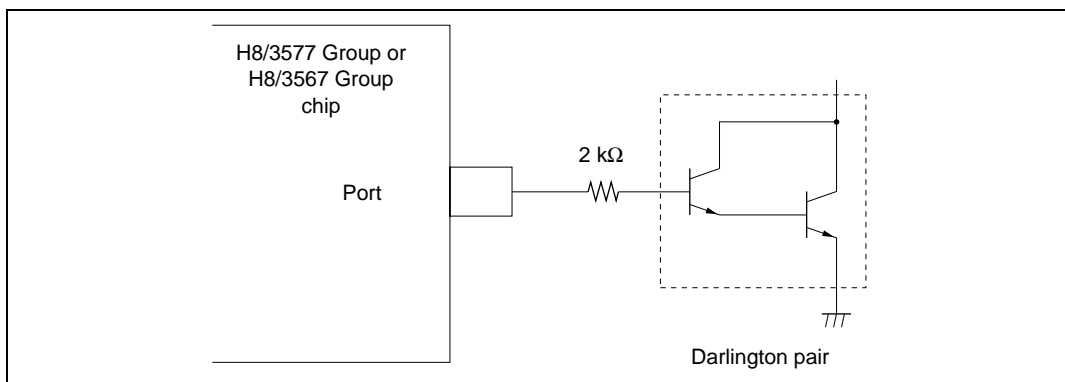 H8/3577 Group or
H8/3567 Group
chip
2 kΩ
Port
Darlington pair